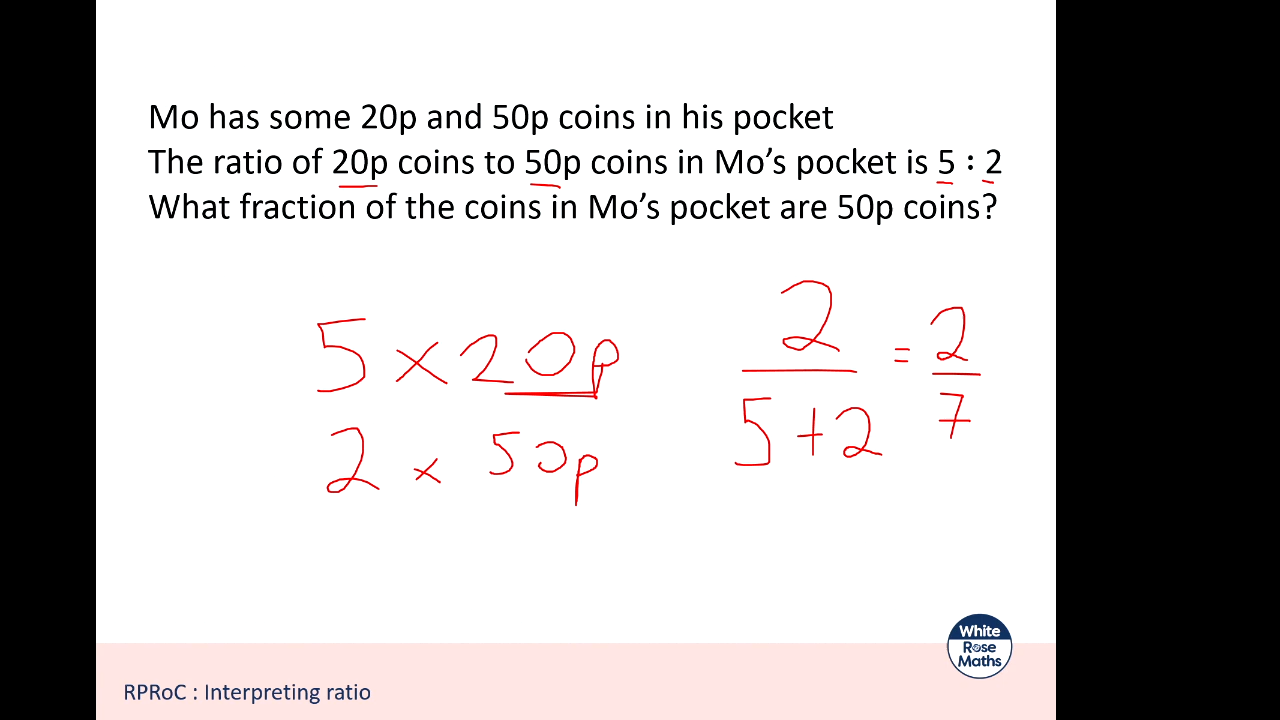 Mo has some 20p and 50p coins in his pocket
The ratio of 20p coins to 50p coins in Mo’s pocket is 5 : 2
What fraction of the coins in Mo’s pocket are 50p coins?
5 × 20p
2 × 50p
2
5 + 2
= 2
7
White
Rose
Maths
RPRoC : Interpreting ratio